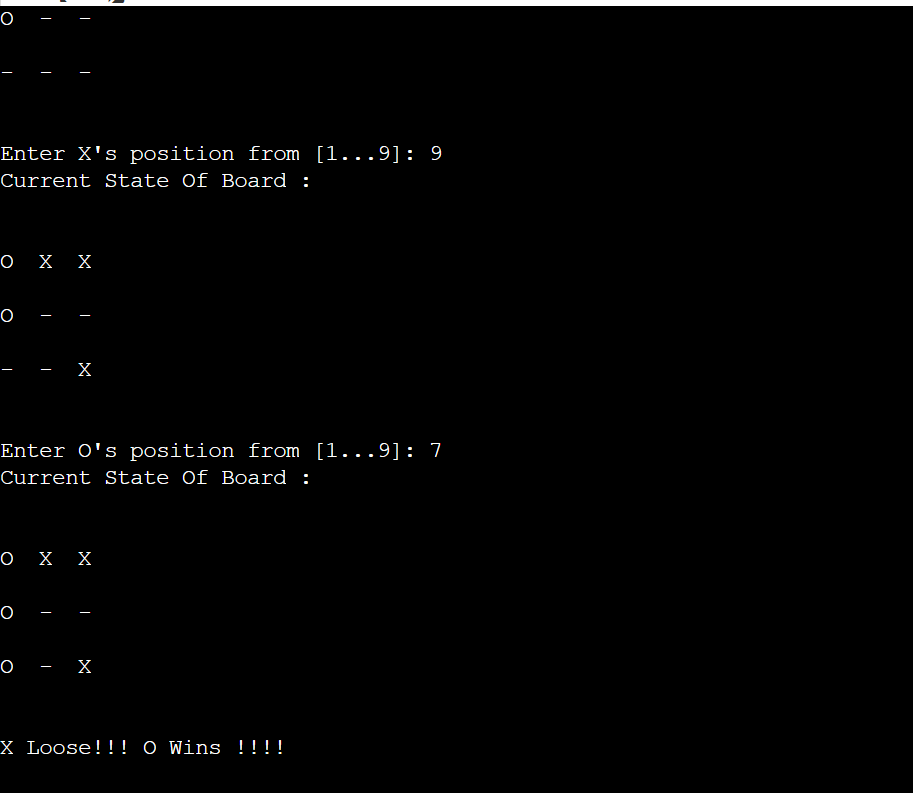 O - -
- - -
Enter X's position from [1...9]: 9
Current State Of Board :
O X X
O - -
- - X
Enter O's position from [1...9]: 7
Current State Of Board :
O X X
O - -
O - X
X Loose!!! O Wins !!!!